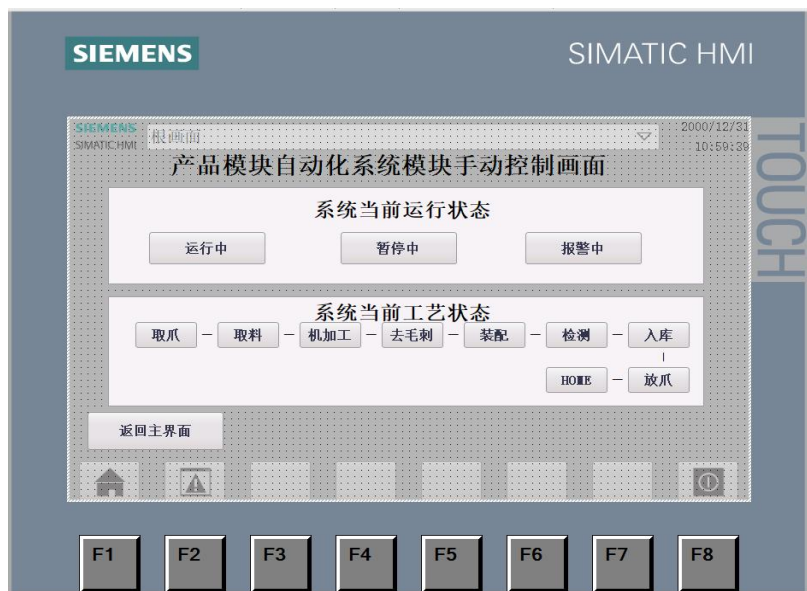 SIEMENS
SIMATIC HMI
TOUCH
SIEMENS
SIMATIC HMI
根画面
2000/12/31
10:59:39
产品模块自动化系统模块手动控制画面
系统当前运行状态
运行中 暂停中 报警中
系统当前工艺状态
取爪 — 取料 — 机加工 — 去毛刺 — 装配 — 检测 — 入库
HOME — 放爪
返回主界面
F1 F2 F3 F4 F5 F6 F7 F8